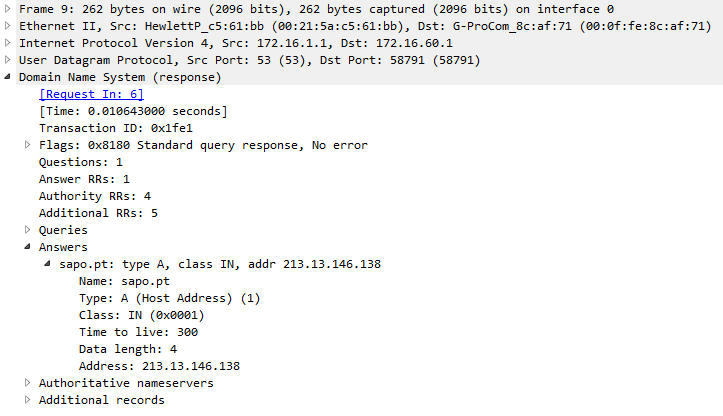 Frame 9: 262 bytes on wire (2096 bits), 262 bytes captured (2096 bits) on interface 0
Ethernet II, Src: HewlettP_c5:61:bb (00:21:5a:c5:61:bb), Dst: G-ProCom_8c:af:71 (00:0f:fe:8c:af:71)
Internet Protocol Version 4, Src: 172.16.1.1, Dst: 172.16.60.1
User Datagram Protocol, Src Port: 53 (53), Dst Port: 58791 (58791)
Domain Name System (response)
[Request In: 6]
[Time: 0.010643000 seconds]
Transaction ID: 0x1fe1
Flags: 0x8180 Standard query response, No error
Questions: 1
Answer RRs: 1
Authority RRs: 4
Additional RRs: 5
Queries
Answers
sapo.pt: type A, class IN, addr 213.13.146.138
Name: sapo.pt
Type: A (Host Address) (1)
Class: IN (0x0001)
Time to live: 300
Data length: 4
Address: 213.13.146.138
Authoritative nameservers
Additional records